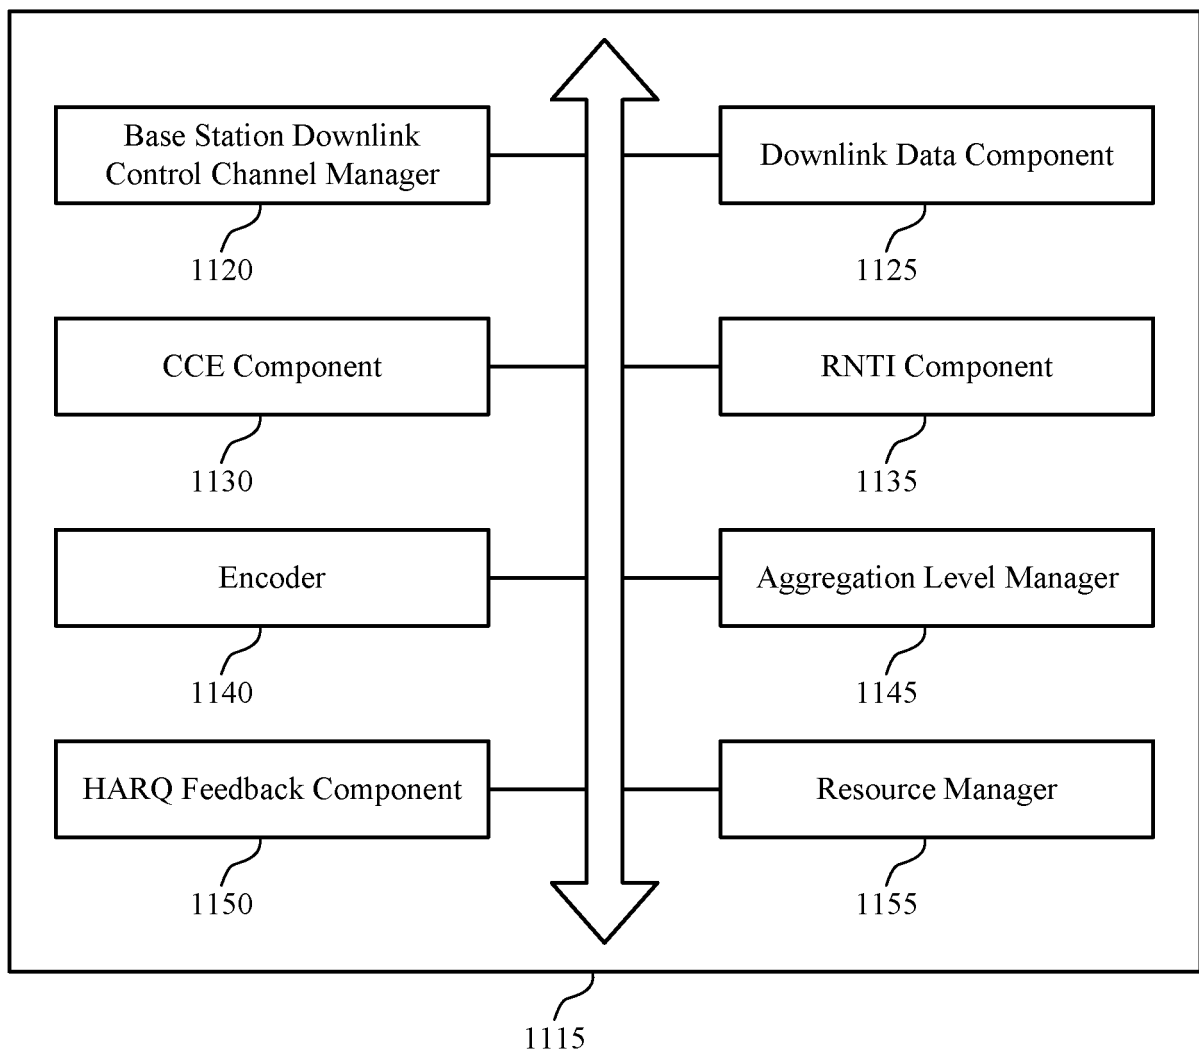 Base Station Downlink
Control Channel Manager
1120
Downlink Data Component
1125
CCE Component
1130
RNTI Component
1135
Encoder
1140
Aggregation Level Manager
1145
HARQ Feedback Component
1150
Resource Manager
1155
1115